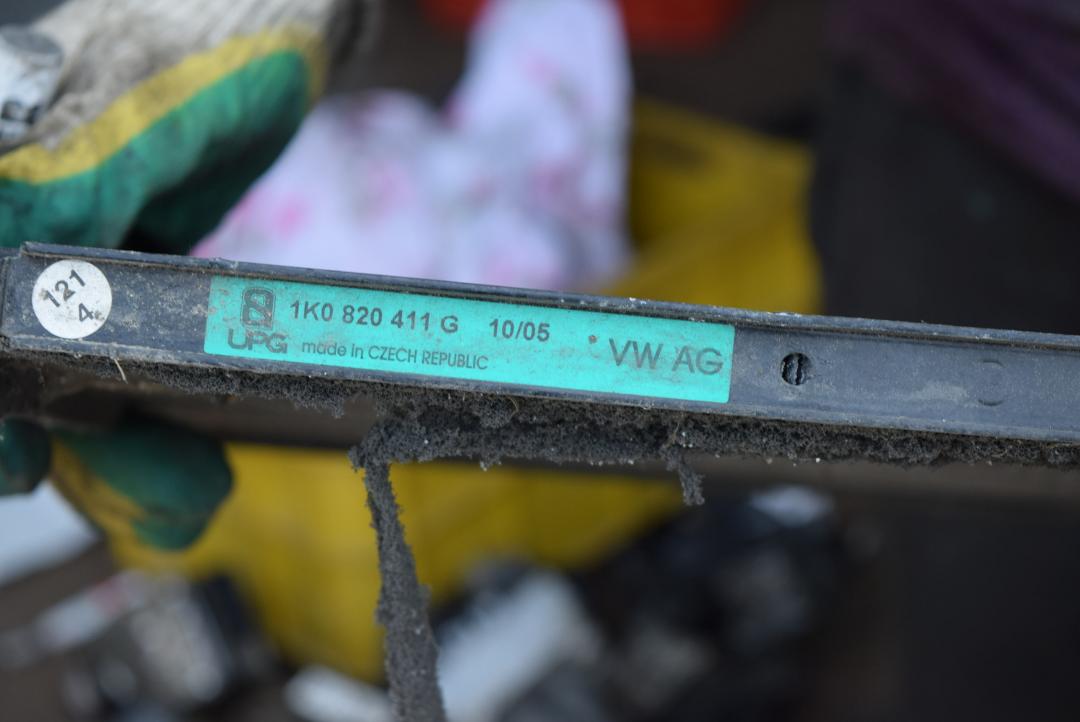 121
4
1K0 820 411 G 10/05
UPG made in CZECH REPUBLIC
VW AG